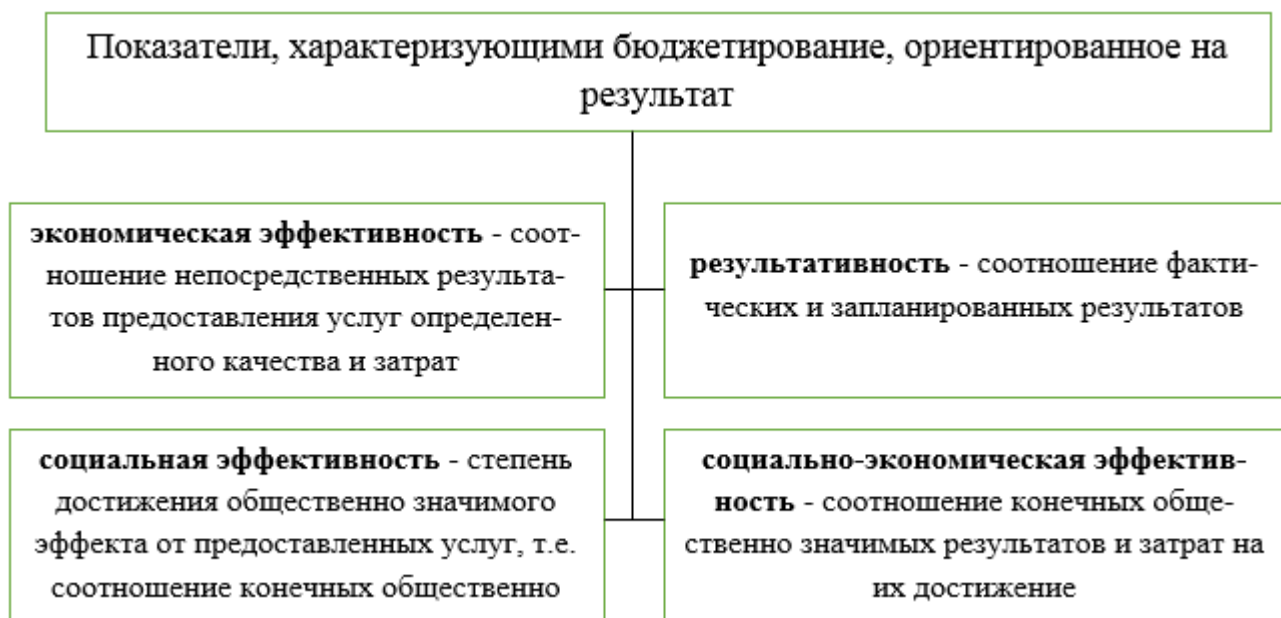 Показатели, характеризующими бюджетирование, ориентированное на
результат
экономическая эффективность - соот-
ношение непосредственных результа-
тов предоставления услуг определен-
ного качества и затрат
результативность - соотношение факти-
ческих и запланированных результатов
социальная эффективность - степень
достижения общественно значимого
эффекта от предоставленных услуг, т.е.
соотношение конечных общественно
социально-экономическая эффектив-
ность - соотношение конечных обще-
ственно значимых результатов и затрат на
их достижение